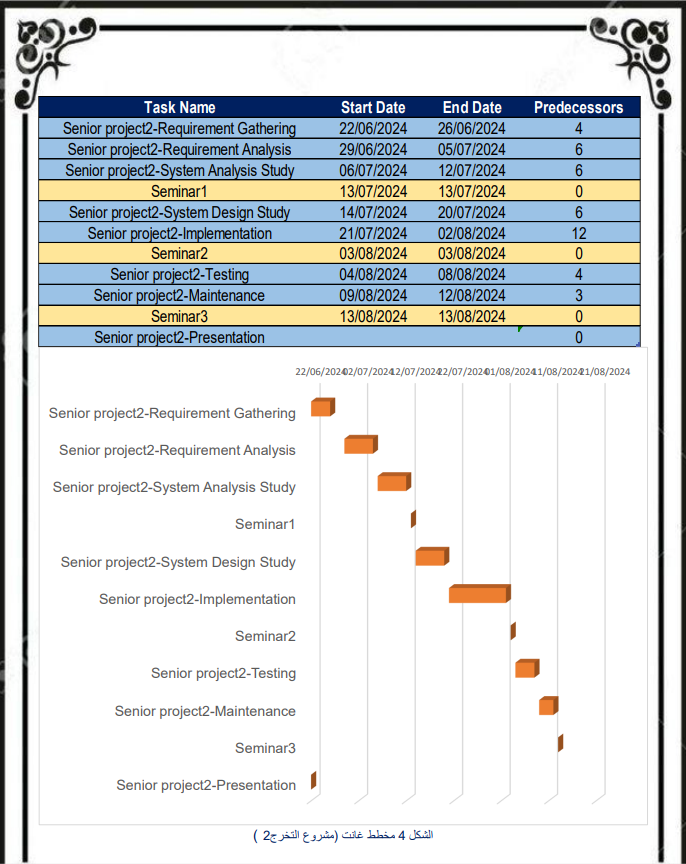 Task Name Start Date End Date Predecessors
Senior project2-Requirement Gathering 22/06/2024 26/06/2024 4
Senior project2-Requirement Analysis 29/06/2024 05/07/2024 6
Senior project2-System Analysis Study 06/07/2024 12/07/2024 6
Seminar1 13/07/2024 13/07/2024 0
Senior project2-System Design Study 14/07/2024 20/07/2024 6
Senior project2-Implementation 21/07/2024 02/08/2024 12
Seminar2 03/08/2024 03/08/2024 0
Senior project2-Testing 04/08/2024 08/08/2024 4
Senior project2-Maintenance 09/08/2024 12/08/2024 3
Seminar3 13/08/2024 13/08/2024 0
Senior project2-Presentation 0
22/06/2024 02/07/2024 12/07/2024 22/07/2024 01/08/2024 11/08/2024 21/08/2024
Senior project2-Requirement Gathering
Senior project2-Requirement Analysis
Senior project2-System Analysis Study
Seminar1
Senior project2-System Design Study
Senior project2-Implementation
Seminar2
Senior project2-Testing
Senior project2-Maintenance
Seminar3
Senior project2-Presentation
الشكل 4 مخطط غانت (مشروع التخرج2 )